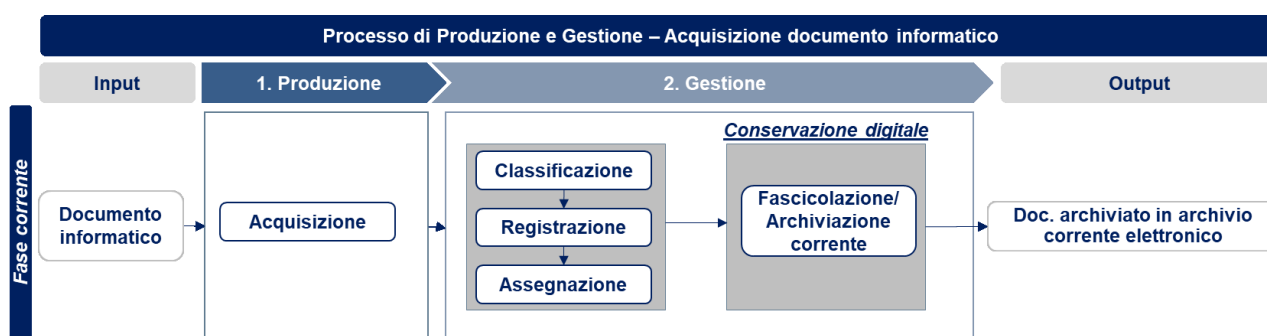 Processo di Produzione e Gestione – Acquisizione documento informatico
Input
1. Produzione
2. Gestione
Output
Fase corrente
Documento
informatico
Acquisizione
Classificazione
Registrazione
Assegnazione
Conservazione digitale
Fascicolazione/
Archiviazione
corrente
Doc. archiviato in archivio
corrente elettronico